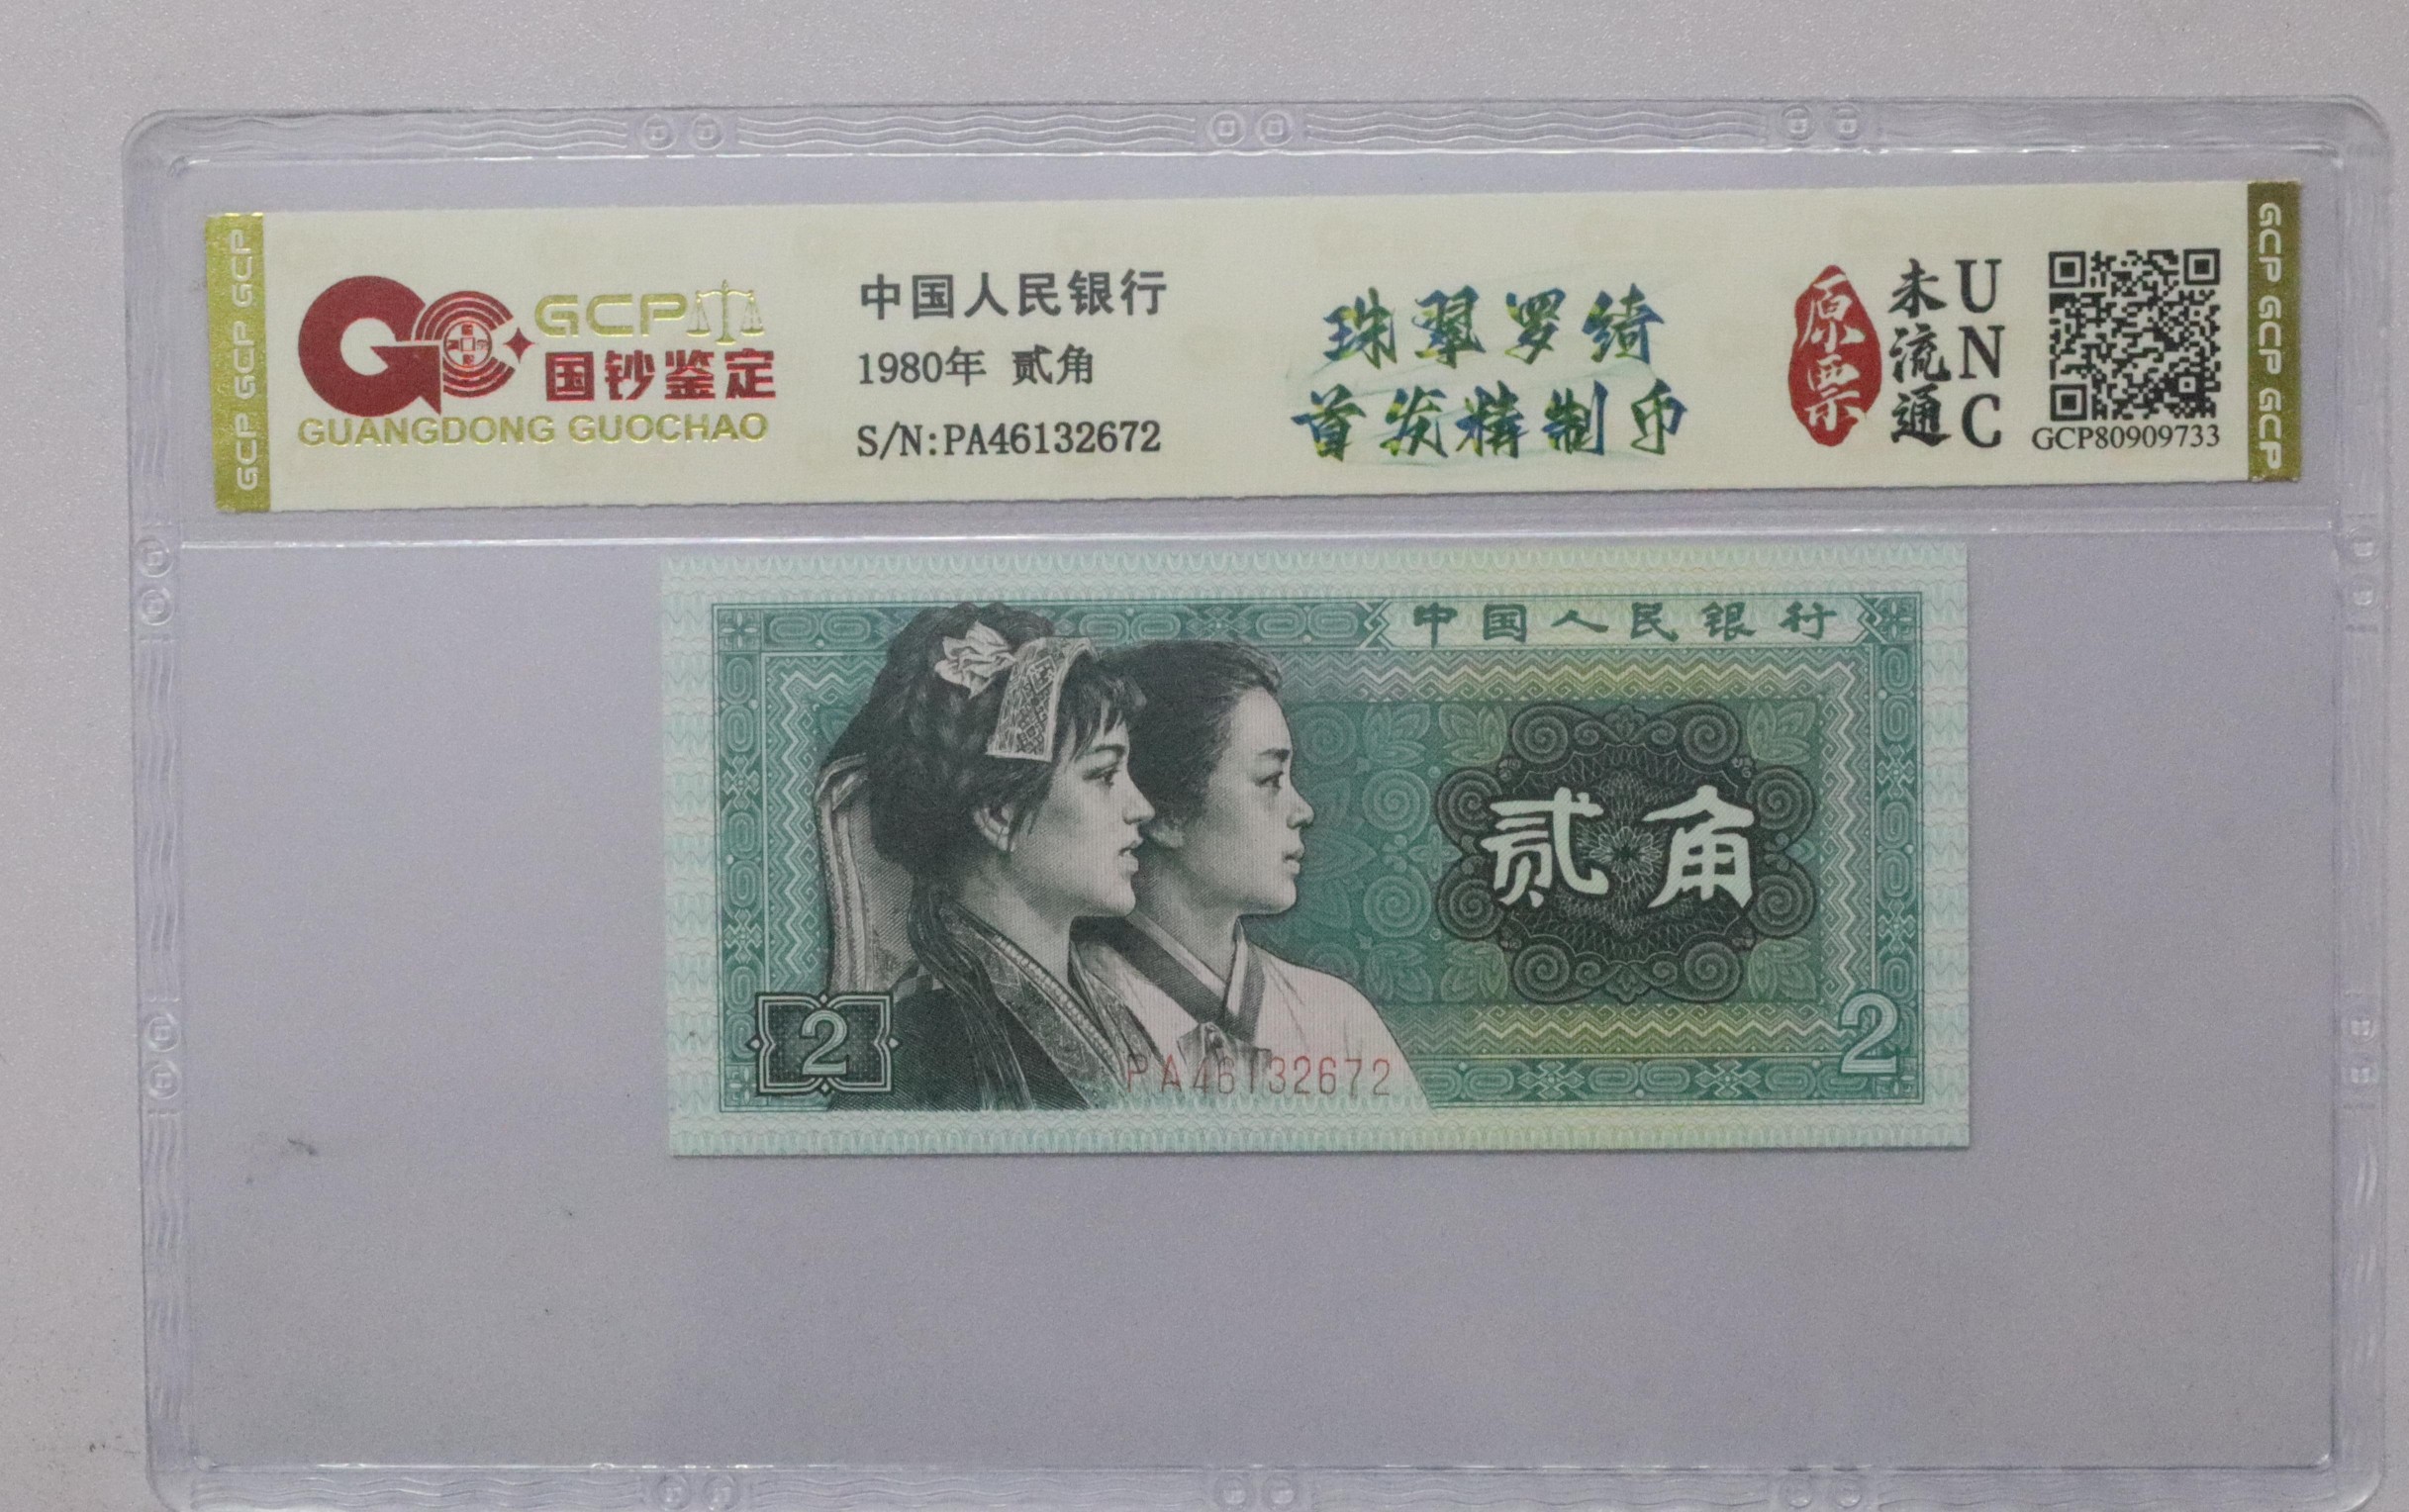 GCP GCP GCP
GCP
国钞鉴定
GUANGDONG GUOCHAO
中国人民银行
1980年 贰角
S/N:PA46132672
珠翠罗绮
首发精制币
原票
未流通
UNC
GCP80909733
GCP GCP GCP
中国人民银行
贰角
2
2
PA46132672